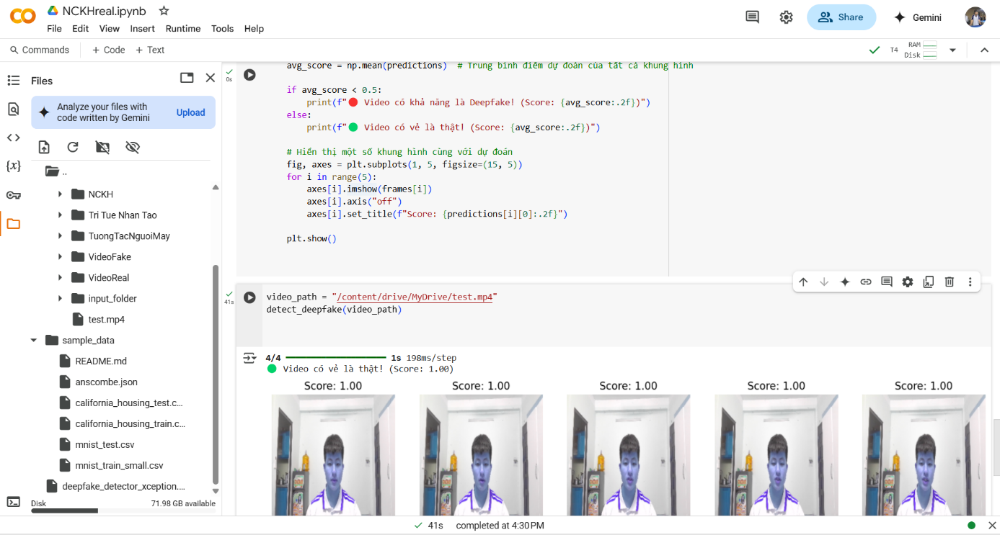 NCKHreal.ipynb
File Edit View Insert Runtime Tools Help
Share
Gemini
Commands
+ Code + Text
T4
RAM
Disk
Files
Analyze your files with
code written by Gemini
Upload
..
NCKH
Tri Tue Nhan Tao
TuongTacNguoiMay
VideoFake
VideoReal
input_folder
test.mp4
sample_data
README.md
anscombe.json
california_housing_test.c...
california_housing_train.c...
mnist_test.csv
mnist_train_small.csv
deepfake_detector_xception....
Disk
71.98 GB available
0s
avg_score = np.mean(predictions)  # Trung bình điểm dự đoán của tất cả khung hình
if avg_score < 0.5:
    print(f"🔴 Video có khả năng là Deepfake! (Score: {avg_score:.2f})")
else:
    print(f"🟢 Video có vẻ là thật! (Score: {avg_score:.2f})")
# Hiển thị một số khung hình cùng với dự đoán
fig, axes = plt.subplots(1, 5, figsize=(15, 5))
for i in range(5):
    axes[i].imshow(frames[i])
    axes[i].axis("off")
    axes[i].set_title(f"Score: {predictions[i][0]:.2f}")
plt.show()
41s
video_path = "/content/drive/MyDrive/test.mp4"
detect_deepfake(video_path)
4/4 1s 198ms/step
🟢 Video có vẻ là thật! (Score: 1.00)
Score: 1.00 Score: 1.00 Score: 1.00 Score: 1.00 Score: 1.00
41s completed at 4:30 PM